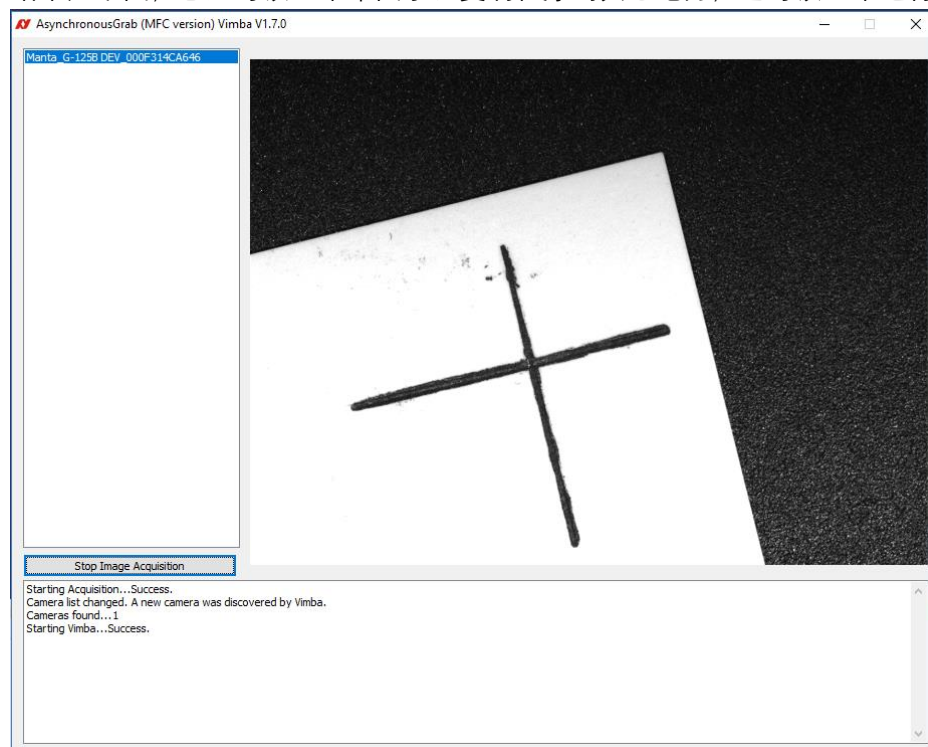 AsynchronousGrab (MFC version) Vimba V1.7.0
Manta_G-125B DEV_000F314CA646
Stop Image Acquisition
Starting Acquisition...Success.
Camera list changed. A new camera was discovered by Vimba.
Cameras found...1
Starting Vimba...Success.